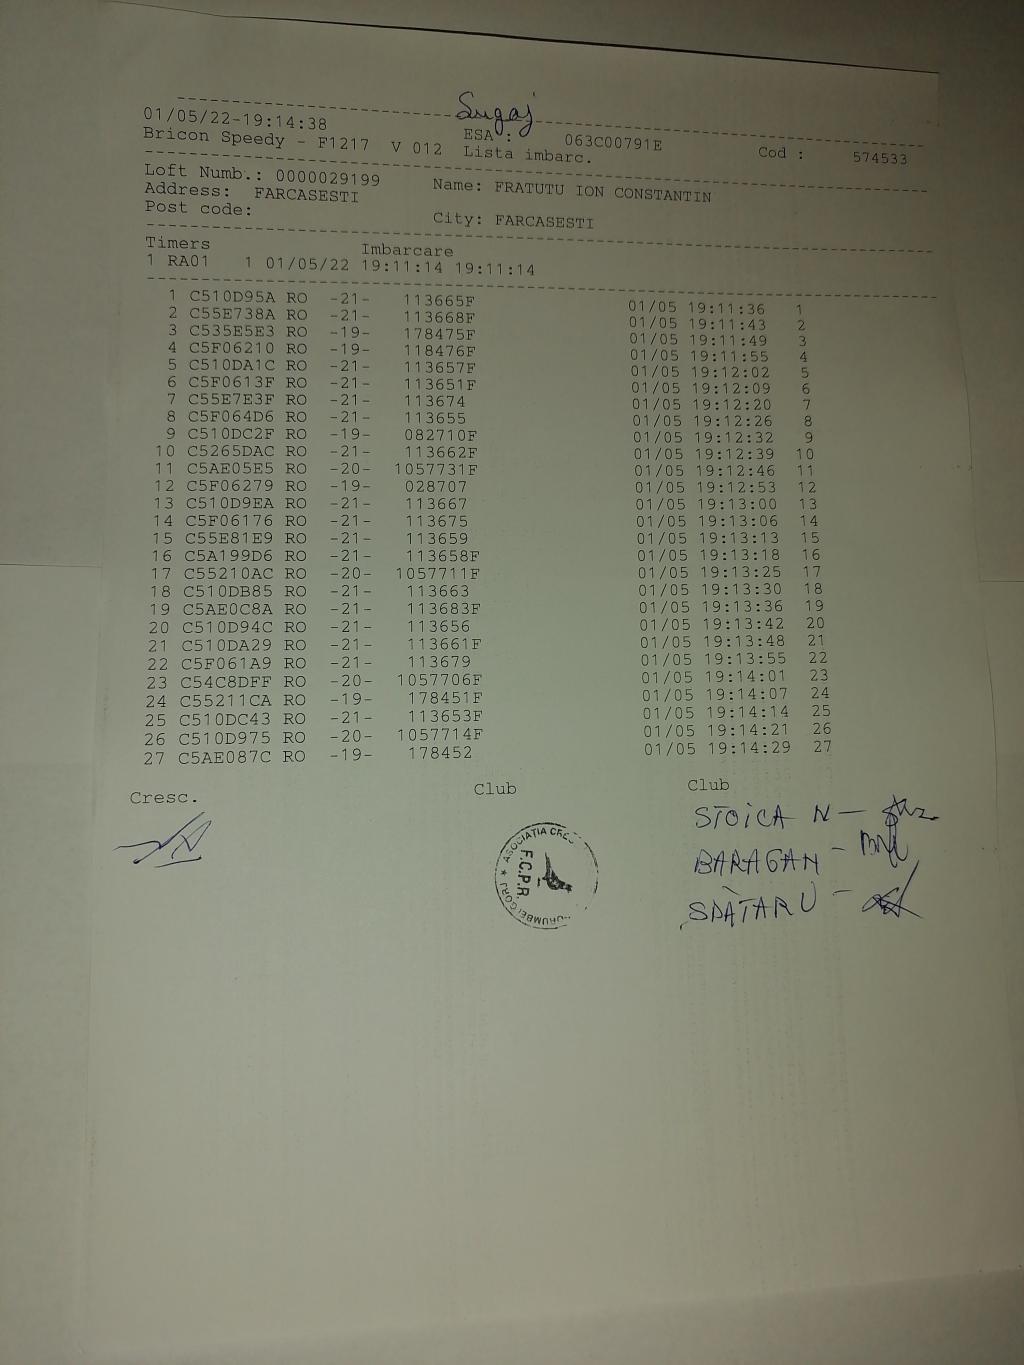 Sugaj
01/05/22-19:14:38
Bricon Speedy - F1217 V 012 ESA : 063C00791E
Lista imbarc. Cod : 574533
Loft Numb.: 0000029199 Name: FRATUTU ION CONSTANTIN
Address: FARCASESTI
Post code: City: FARCASESTI
Timers Imbarcare
1 RA01 1 01/05/22 19:11:14 19:11:14
1 C510D95A RO -21- 113665F 01/05 19:11:36 1
2 C55E738A RO -21- 113668F 01/05 19:11:43 2
3 C535E5E3 RO -19- 178475F 01/05 19:11:49 3
4 C5F06210 RO -19- 118476F 01/05 19:11:55 4
5 C510DA1C RO -21- 113657F 01/05 19:12:02 5
6 C5F0613F RO -21- 113651F 01/05 19:12:09 6
7 C55E7E3F RO -21- 113674 01/05 19:12:20 7
8 C5F064D6 RO -21- 113655 01/05 19:12:26 8
9 C510DC2F RO -19- 082710F 01/05 19:12:32 9
10 C5265DAC RO -21- 113662F 01/05 19:12:39 10
11 C5AE05E5 RO -20- 1057731F 01/05 19:12:46 11
12 C5F06279 RO -19- 028707 01/05 19:12:53 12
13 C510D9EA RO -21- 113667 01/05 19:13:00 13
14 C5F06176 RO -21- 113675 01/05 19:13:06 14
15 C55E81E9 RO -21- 113659 01/05 19:13:13 15
16 C5A199D6 RO -21- 113658F 01/05 19:13:18 16
17 C55210AC RO -20- 1057711F 01/05 19:13:25 17
18 C510DB85 RO -21- 113663 01/05 19:13:30 18
19 C5AE0C8A RO -21- 113683F 01/05 19:13:36 19
20 C510D94C RO -21- 113656 01/05 19:13:42 20
21 C510DA29 RO -21- 113661F 01/05 19:13:48 21
22 C5F061A9 RO -21- 113679 01/05 19:13:55 22
23 C54C8DFF RO -20- 1057706F 01/05 19:14:01 23
24 C55211CA RO -19- 178451F 01/05 19:14:07 24
25 C510DC43 RO -21- 113653F 01/05 19:14:14 25
26 C510D975 RO -20- 1057714F 01/05 19:14:21 26
27 C5AE087C RO -19- 178452 01/05 19:14:29 27
Cresc. Club Club
STOICA N -
BARAGAN -
SPĂTARU -
ASOCIATIA CRES
F.C.P.R.
GORJ